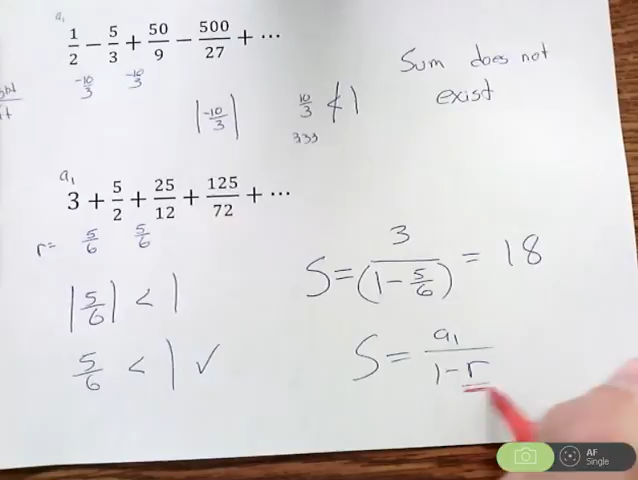 a₁
1/2 − 5/3 + 50/9 − 500/27 + ⋯
-10/3 -10/3
|-10/3| 10/3 ≮ 1
333
Sum does not
exist
a₁
3 + 5/2 + 25/12 + 125/72 + ⋯
r= 5/6 5/6
|5/6| < 1
5/6 < 1 ✓
S = 3/(1 − 5/6) = 18
S = a₁/1−r
AF
Single